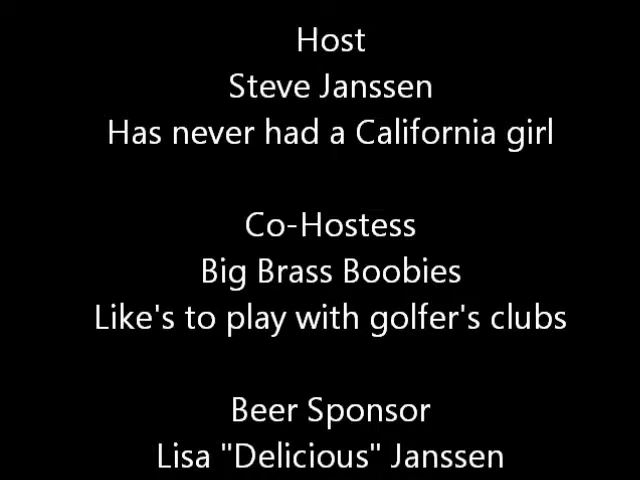 Host
Steve Janssen
Has never had a California girl
Co-Hostess
Big Brass Boobies
Like's to play with golfer's clubs
Beer Sponsor
Lisa "Delicious" Janssen